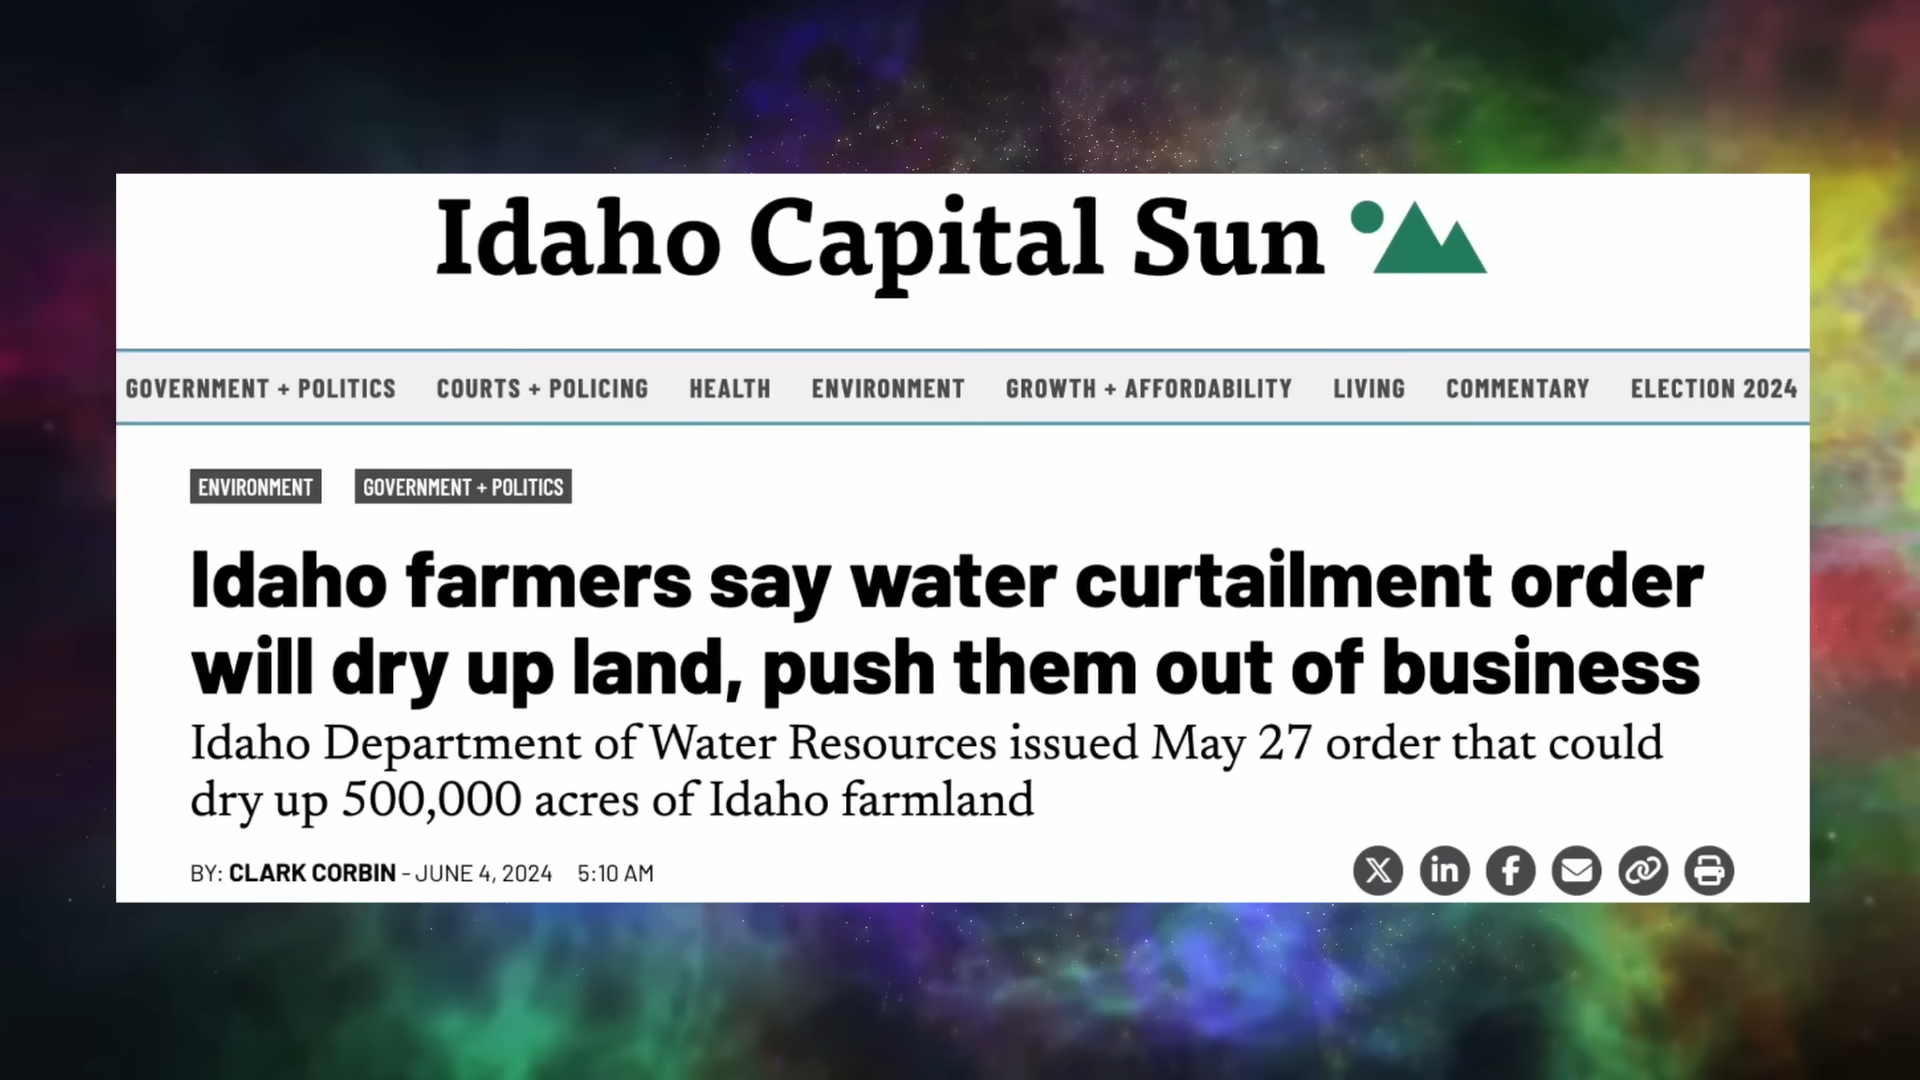 Idaho Capital Sun
GOVERNMENT + POLITICS COURTS + POLICING HEALTH ENVIRONMENT GROWTH + AFFORDABILITY LIVING COMMENTARY ELECTION 2024
ENVIRONMENT GOVERNMENT + POLITICS
Idaho farmers say water curtailment order
will dry up land, push them out of business
Idaho Department of Water Resources issued May 27 order that could
dry up 500,000 acres of Idaho farmland
BY: CLARK CORBIN - JUNE 4, 2024 5:10 AM